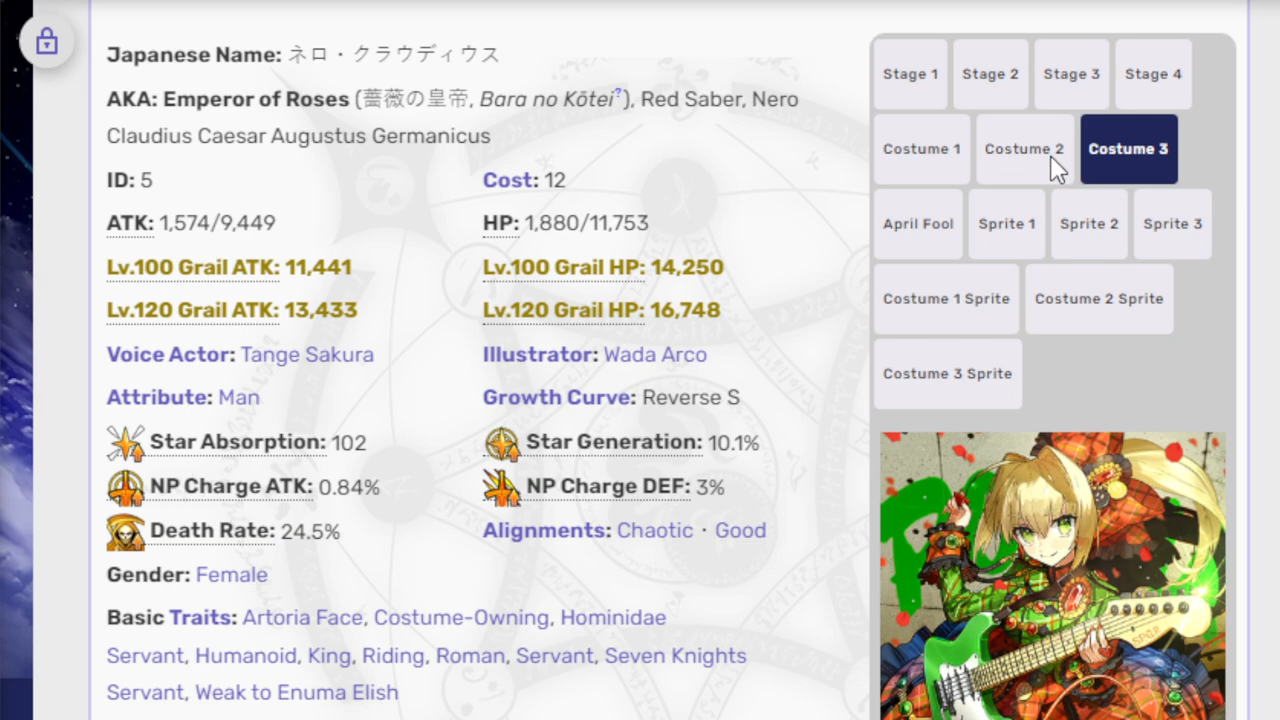 Japanese Name: ネロ・クラウディウス
AKA: Emperor of Roses (薔薇の皇帝, Bara no Kōtei?), Red Saber, Nero
Claudius Caesar Augustus Germanicus
ID: 5
Cost: 12
ATK: 1,574/9,449
HP: 1,880/11,753
Lv.100 Grail ATK: 11,441
Lv.100 Grail HP: 14,250
Lv.120 Grail ATK: 13,433
Lv.120 Grail HP: 16,748
Voice Actor: Tange Sakura
Illustrator: Wada Arco
Attribute: Man
Growth Curve: Reverse S
Star Absorption: 102
Star Generation: 10.1%
NP Charge ATK: 0.84%
NP Charge DEF: 3%
Death Rate: 24.5%
Alignments: Chaotic・Good
Gender: Female
Basic Traits: Artoria Face, Costume-Owning, Hominidae
Servant, Humanoid, King, Riding, Roman, Servant, Seven Knights
Servant, Weak to Enuma Elish
Stage 1 Stage 2 Stage 3 Stage 4
Costume 1 Costume 2 Costume 3
April Fool Sprite 1 Sprite 2 Sprite 3
Costume 1 Sprite Costume 2 Sprite
Costume 3 Sprite